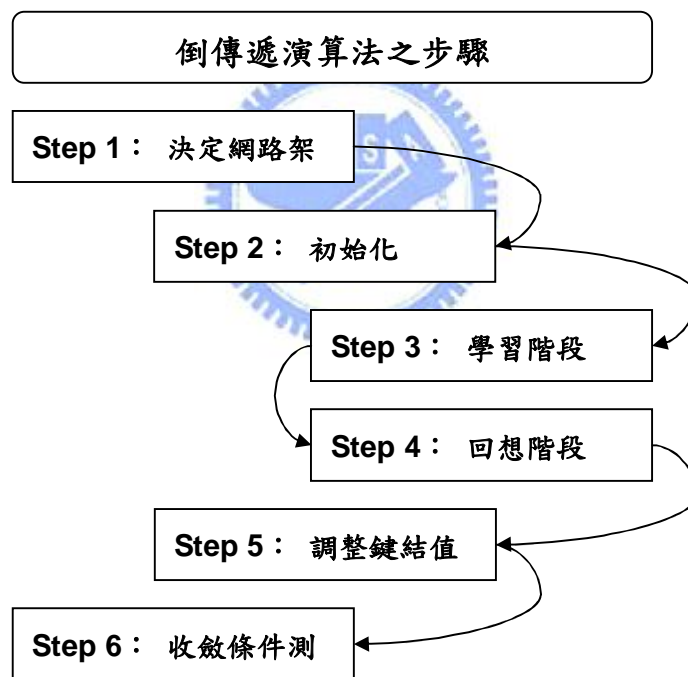 倒傳遞演算法之步驟
Step 1： 決定網路架
Step 2： 初始化
Step 3： 學習階段
Step 4： 回想階段
Step 5： 調整鍵結值
Step 6： 收斂條件測